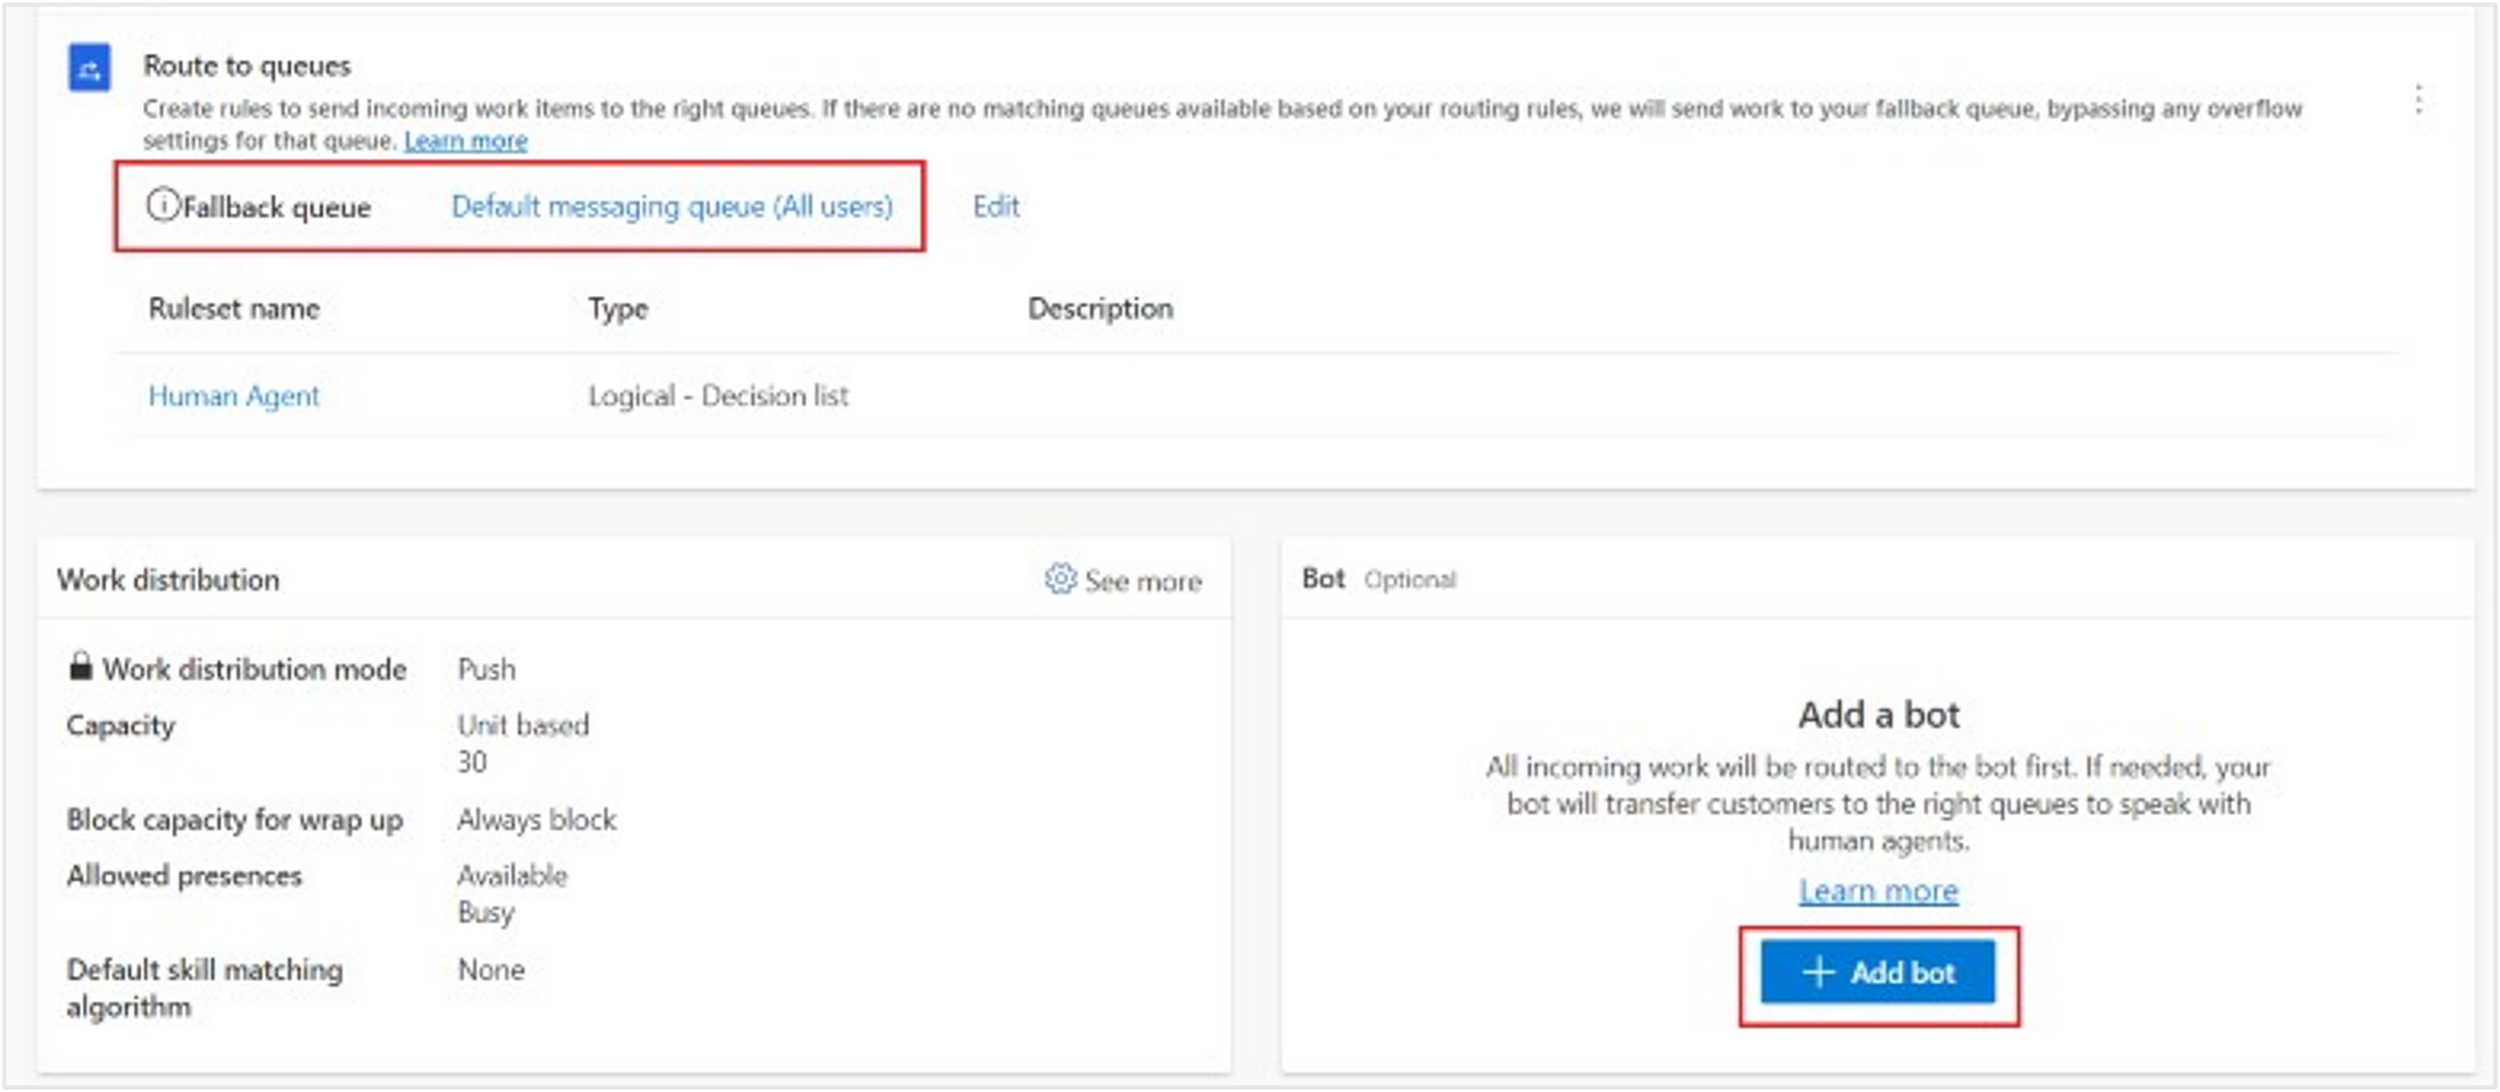 Route to queues
Create rules to send incoming work items to the right queues. If there are no matching queues available based on your routing rules, we will send work to your fallback queue, bypassing any overflow
settings for that queue. Learn more
Fallback queue Default messaging queue (All users) Edit
Ruleset name Type Description
Human Agent Logical - Decision list
Work distribution See more
Work distribution mode Push
Capacity Unit based
30
Block capacity for wrap up Always block
Allowed presences Available
Busy
Default skill matching None
algorithm
Bot Optional
Add a bot
All incoming work will be routed to the bot first. If needed, your
bot will transfer customers to the right queues to speak with
human agents.
Learn more
+ Add bot